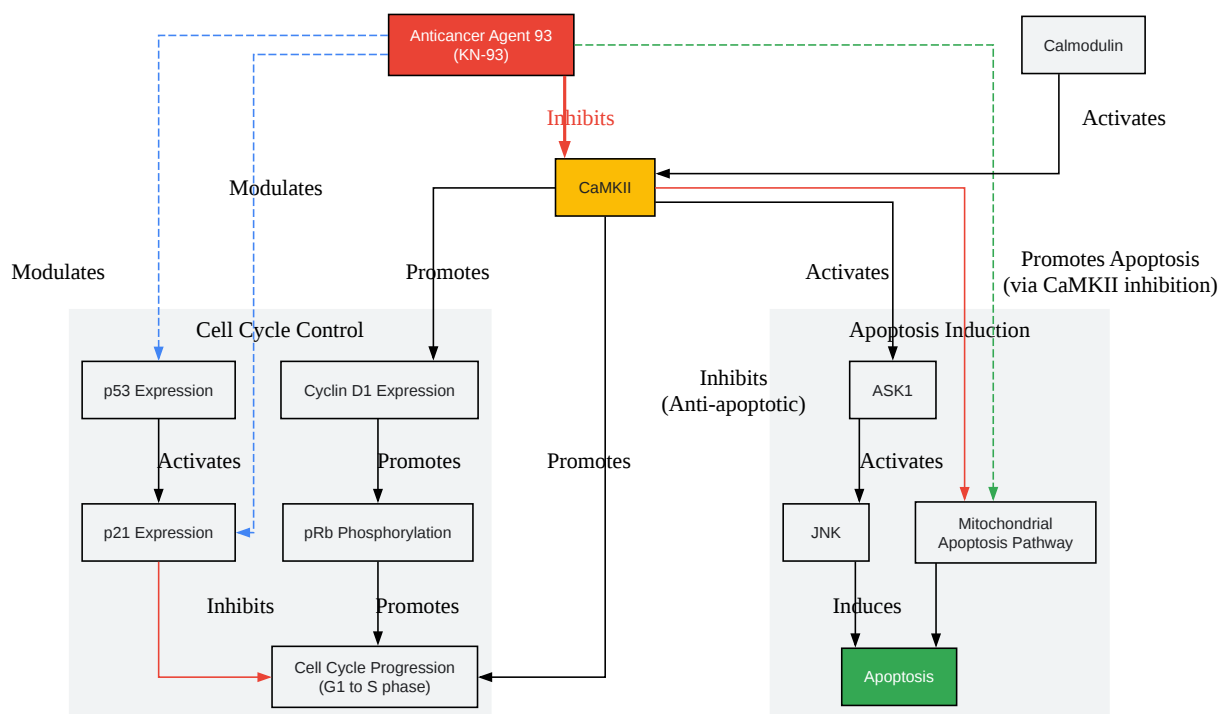 Anticancer Agent 93
(KN-93)
Calmodulin
Inhibits
Activates
CaMKII
Modulates
Modulates
Promotes
Activates
Promotes Apoptosis
(via CaMKII inhibition)
Cell Cycle Control
Apoptosis Induction
p53 Expression
Cyclin D1 Expression
Inhibits
(Anti-apoptotic)
ASK1
Activates
Promotes
Promotes
Activates
p21 Expression
pRb Phosphorylation
JNK
Mitochondrial
Apoptosis Pathway
Inhibits
Promotes
Induces
Cell Cycle Progression
(G1 to S phase)
Apoptosis